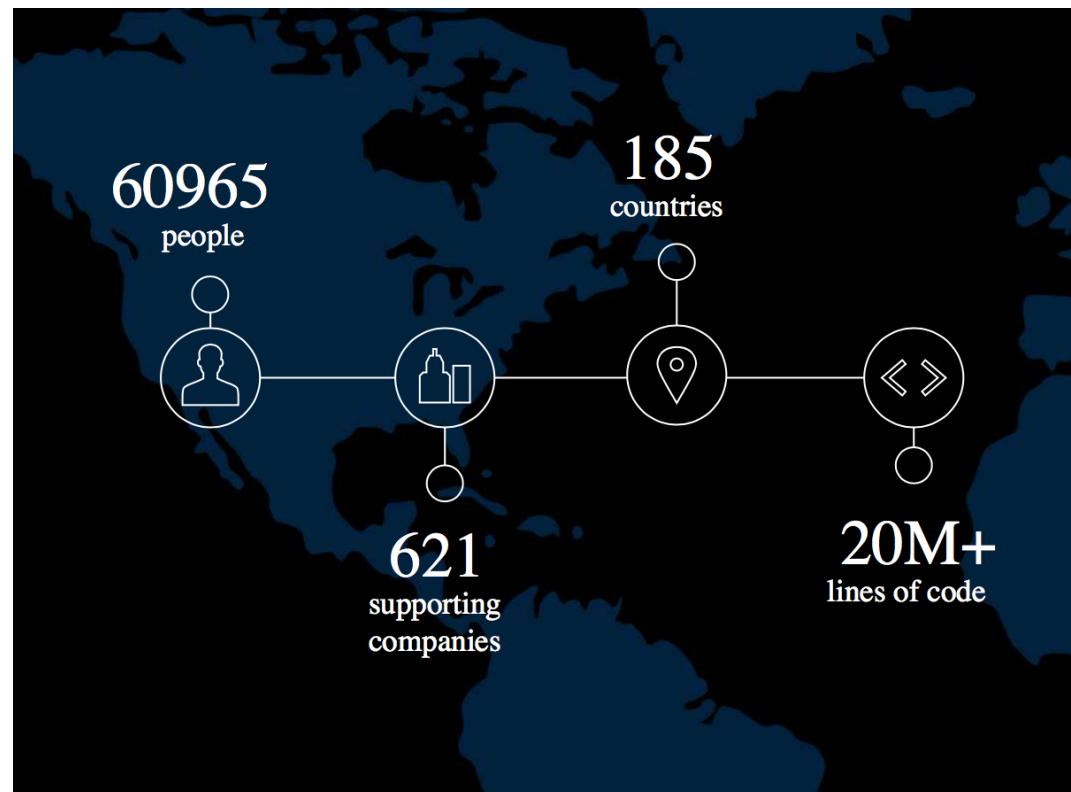 60965
people
621
supporting
companies
185
countries
20M+
lines of code